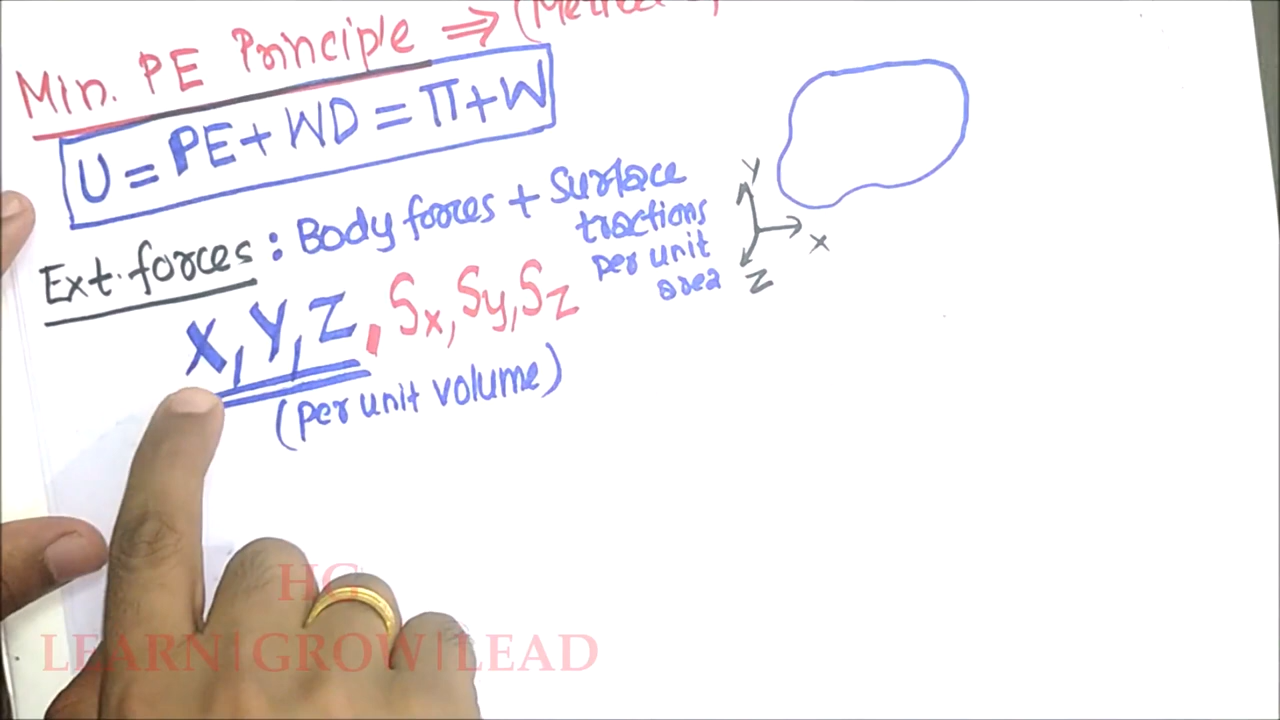 Min. PE Principle ⇒
U = PE + WD = Π + W
Ext. forces : Body forces + Surface
tractions
per unit
area
X, Y, Z, Sx, Sy, Sz
(per unit volume)
Y
X
Z
HG
LEARN|GROW|LEAD